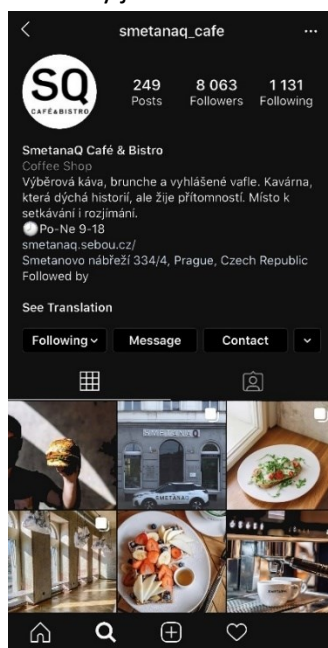 smetanaq_cafe
SQ
CAFÉ&BISTRO
249 8 063 1 131
Posts Followers Following
SmetanaQ Café & Bistro
Coffee Shop
Výběrová káva, brunche a vyhlášené vafle. Kavárna,
která dýchá historií, ale žije přítomností. Místo k
setkávání i rozjímání.
Po-Ne 9-18
smetanaq.sebou.cz/
Smetanovo nábřeží 334/4, Prague, Czech Republic
Followed by
See Translation
Following Message Contact
SMETANAQ